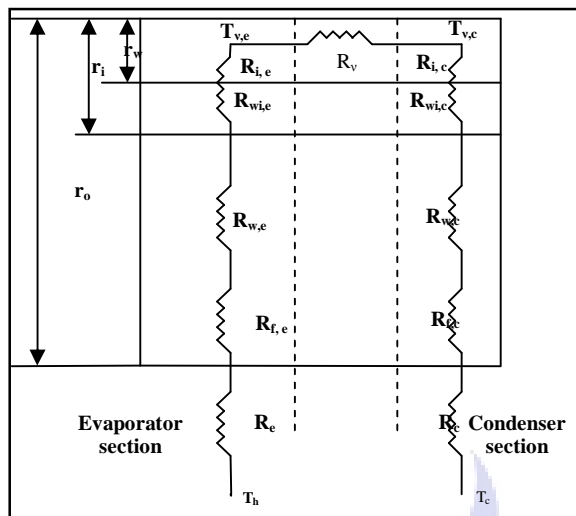 T_v,e T_v,c
r_w
r_i R_i, e R_v R_i, c
R_wi,e R_wi,c
r_o
R_w,e R_w,c
R_f, e R_f,c
Evaporator section R_e R_c Condenser section
T_h T_c